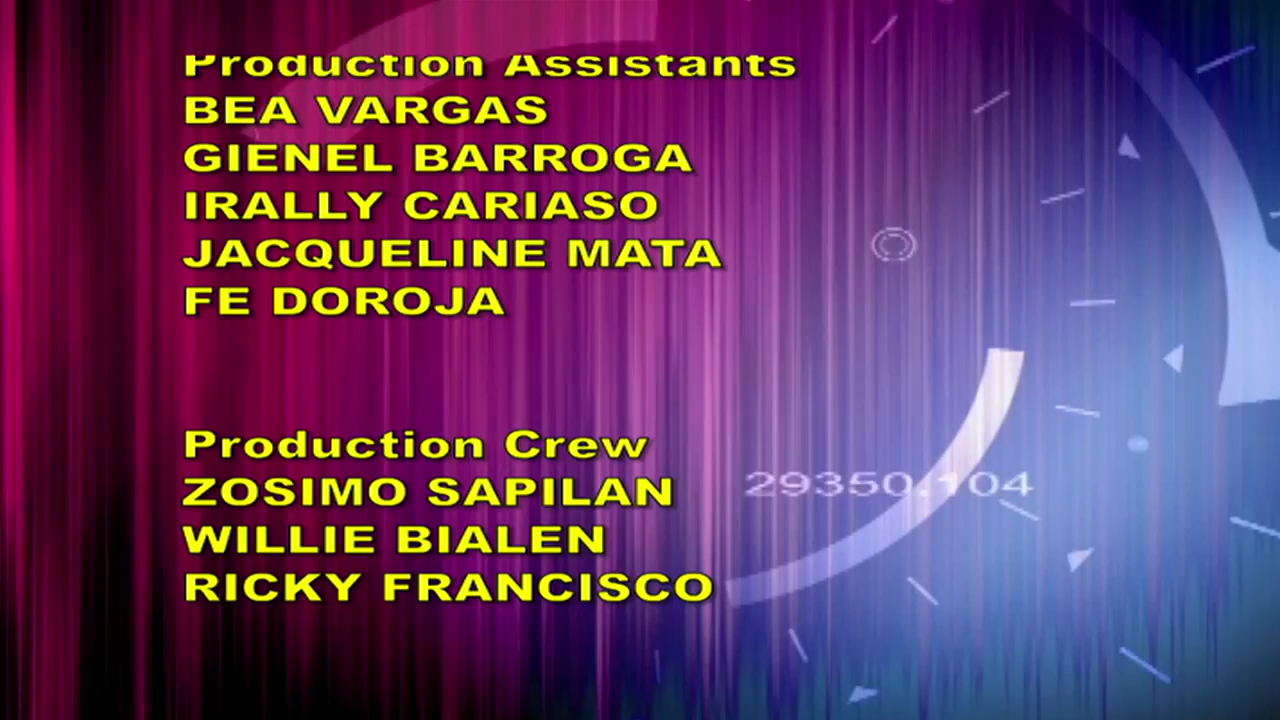 Production Assistants
BEA VARGAS
GIENEL BARROGA
IRALLY CARIASO
JACQUELINE MATA
FE DOROJA
Production Crew
ZOSIMO SAPILAN
29350.104
WILLIE BIALEN
RICKY FRANCISCO